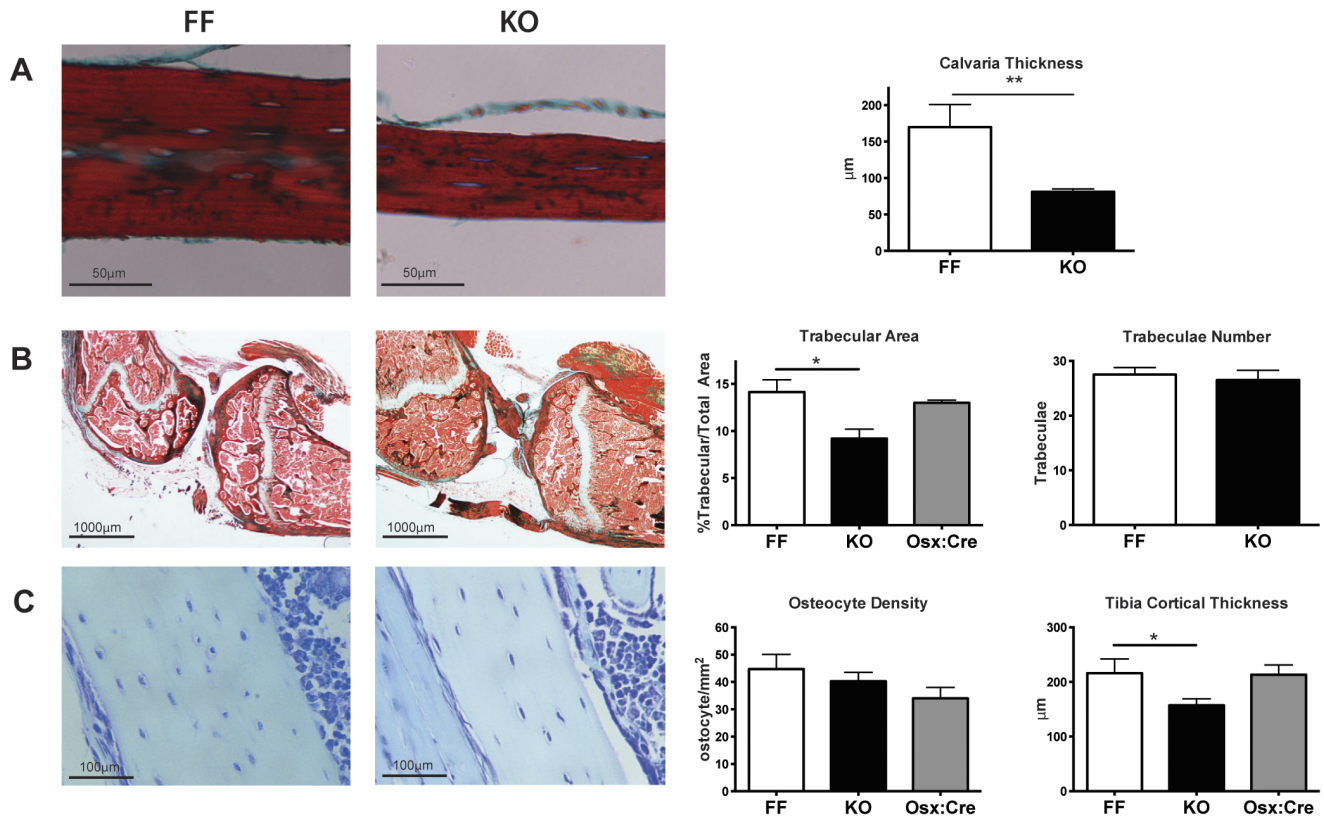 FF
KO
A
50µm
50µm
Calvaria Thickness
**
200
150
100
50
0
µm
FF
KO
B
1000µm
1000µm
Trabecular Area
*
15
10
5
0
%Trabecular/Total Area
FF
KO
Osx:Cre
Trabeculae Number
30
20
10
0
Trabeculae
FF
KO
C
100µm
100µm
Osteocyte Density
60
50
40
30
20
10
0
ostocyte/mm²
FF
KO
Osx:Cre
Tibia Cortical Thickness
*
300
200
100
0
µm
FF
KO
Osx:Cre